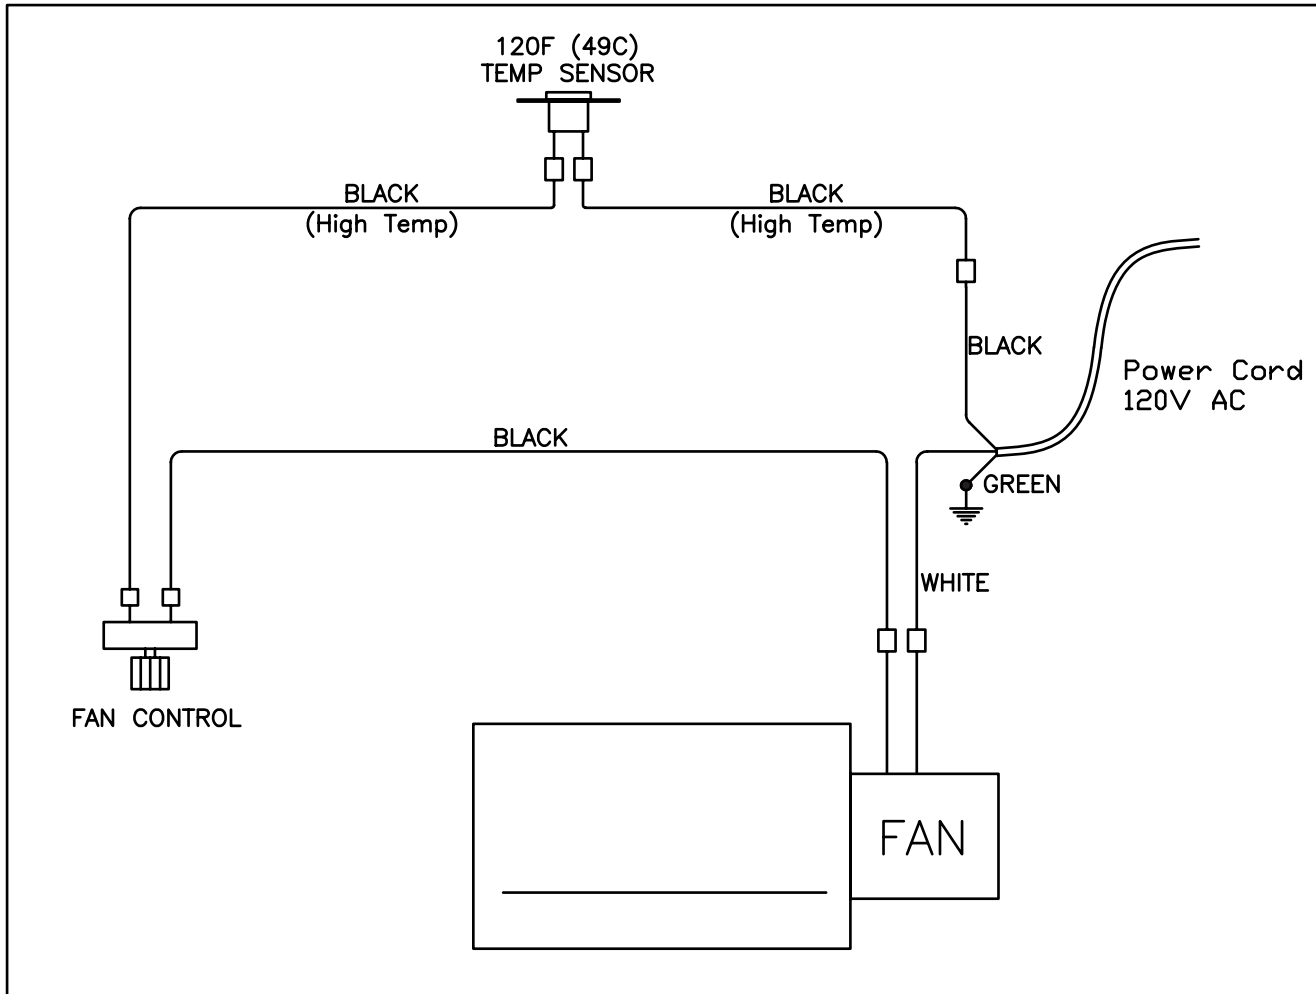 120F (49C)
TEMP SENSOR
BLACK
(High Temp)
BLACK
(High Temp)
BLACK
Power Cord
120V AC
BLACK
GREEN
WHITE
FAN CONTROL
FAN